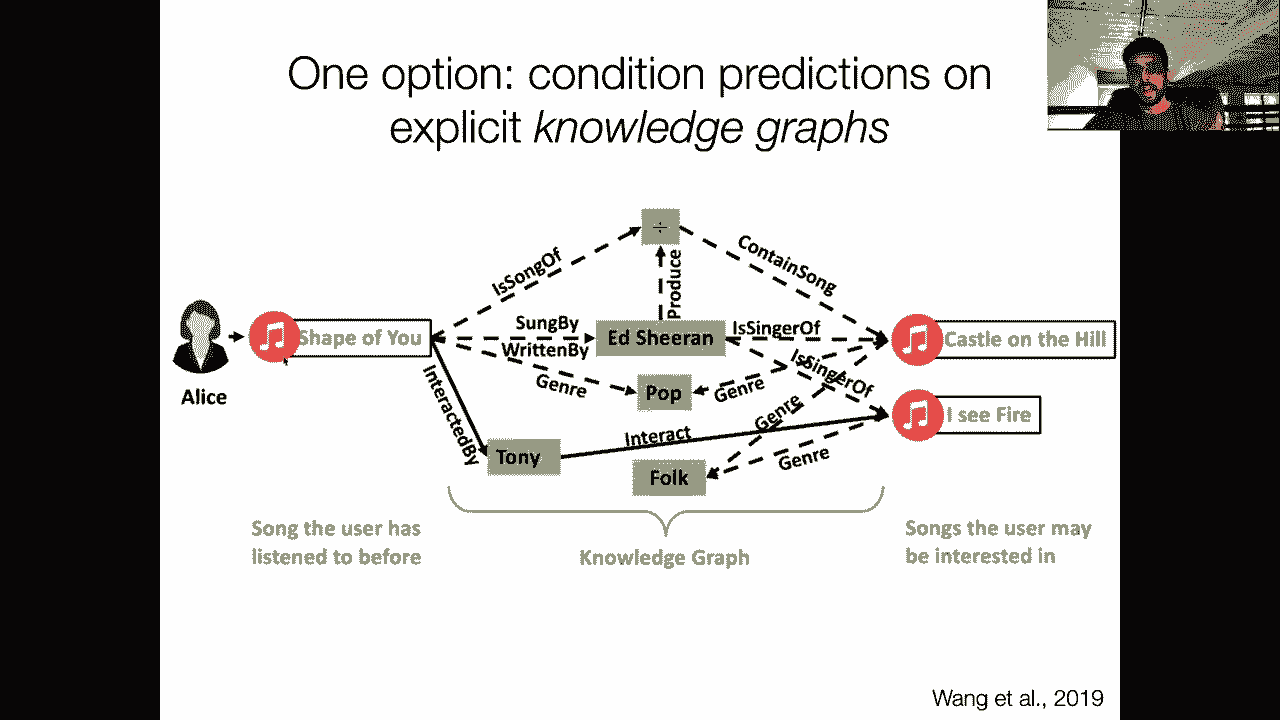 One option: condition predictions on
explicit knowledge graphs
÷
IsSongOf
ContainSong
Produce
Alice
Shape of You
SungBy
Ed Sheeran
IsSingerOf
Castle on the Hill
WrittenBy
IsSingerOf
Genre
Pop
Genre
Genre
I see Fire
InteractedBy
Tony
Interact
Genre
Folk
Song the user has
listened to before
Knowledge Graph
Songs the user may
be interested in
Wang et al., 2019